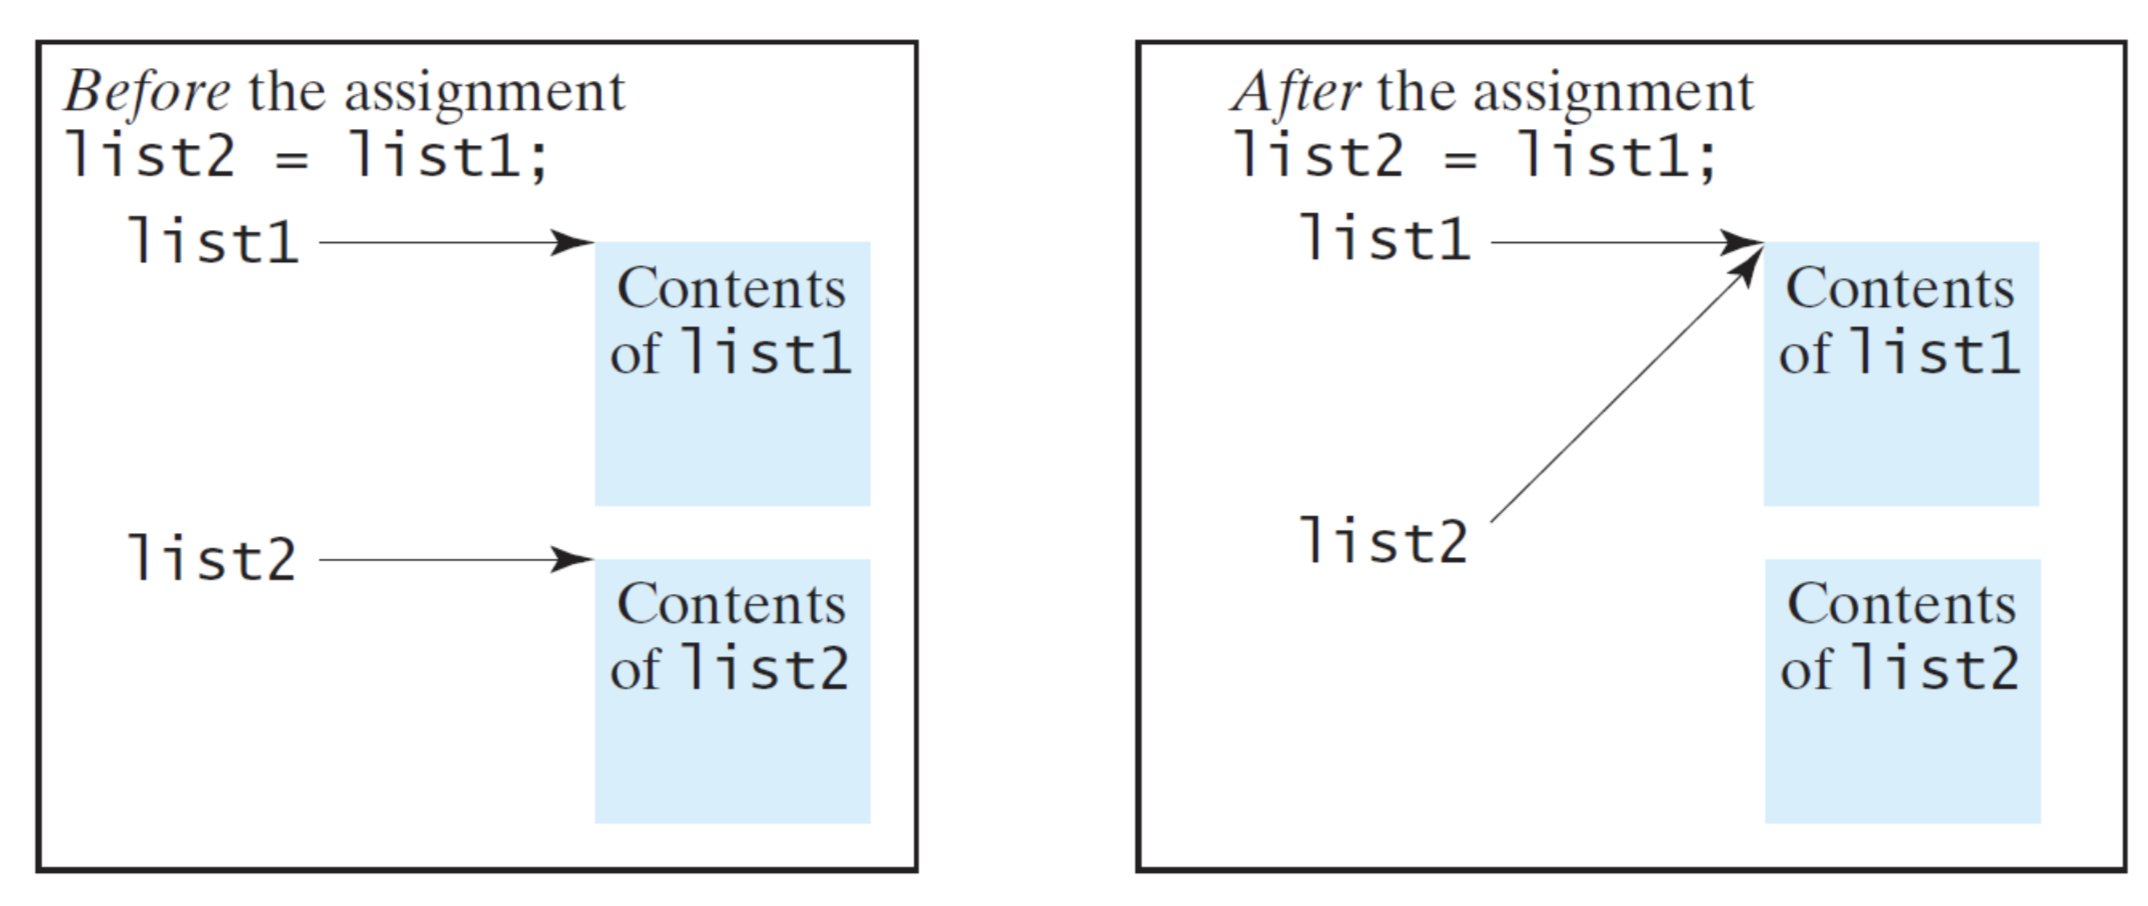 Before the assignment
list2 = list1;
list1
Contents
of list1
list2
Contents
of list2
After the assignment
list2 = list1;
list1
Contents
of list1
list2
Contents
of list2